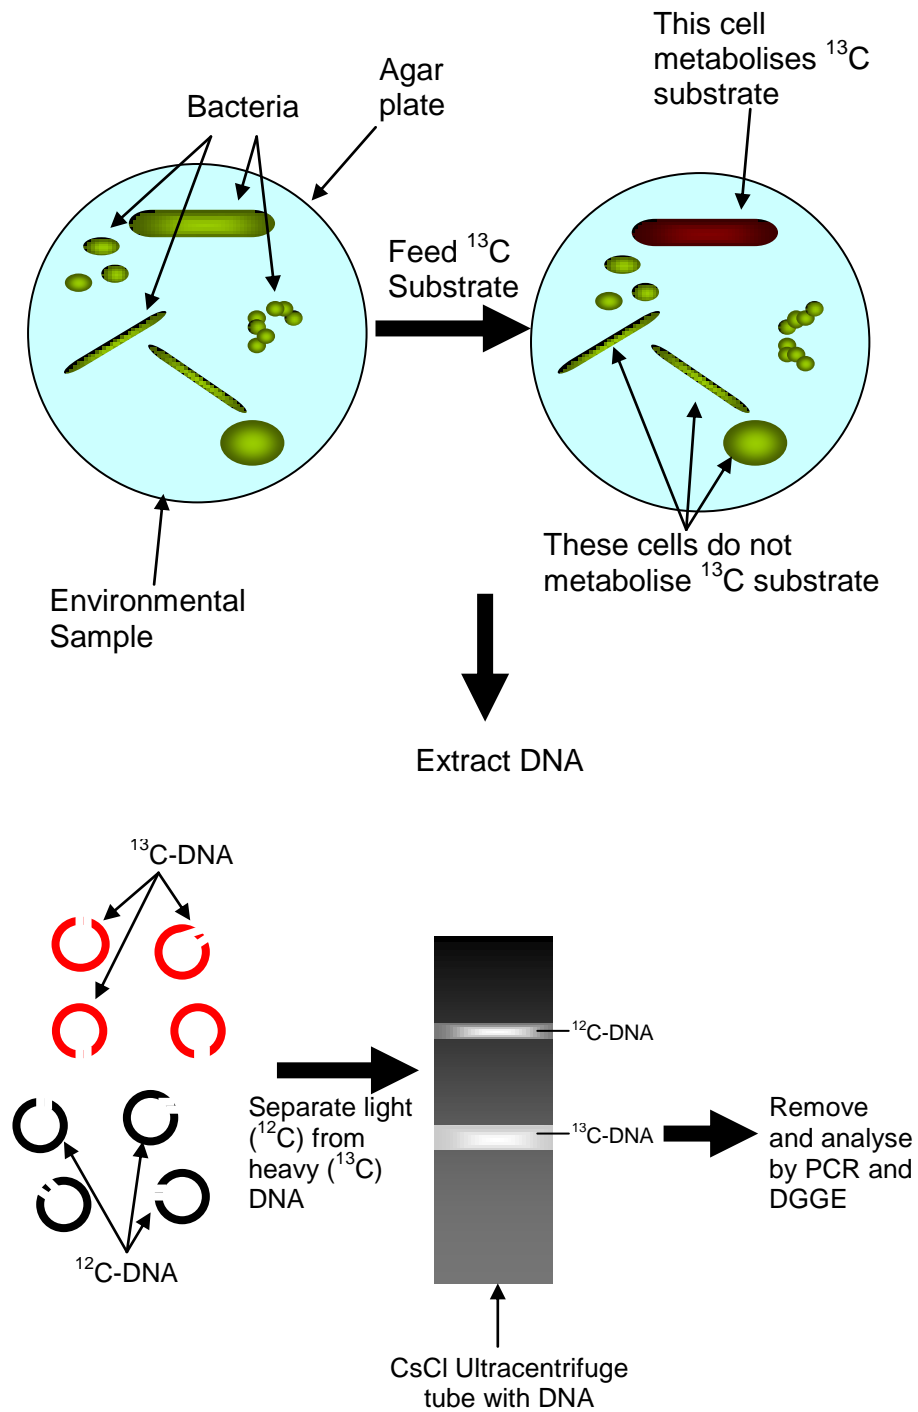 This cell
metabolises ¹³C
substrate
Agar
plate
Bacteria
Feed ¹³C
Substrate
These cells do not
metabolise ¹³C substrate
Environmental
Sample
Extract DNA
¹³C-DNA
¹²C-DNA
Separate light
(¹²C) from
heavy (¹³C)
DNA
¹²C-DNA
¹³C-DNA
Remove
and analyse
by PCR and
DGGE
CsCl Ultracentrifuge
tube with DNA